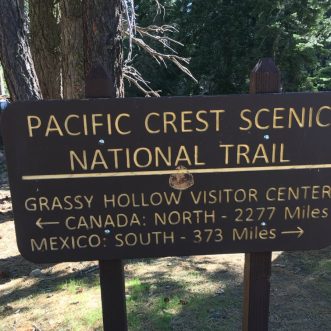 PACIFIC CREST SCENIC
NATIONAL TRAIL
GRASSY HOLLOW VISITOR CENTER
← CANADA: NORTH - 2277 Miles
MEXICO: SOUTH - 373 Miles →